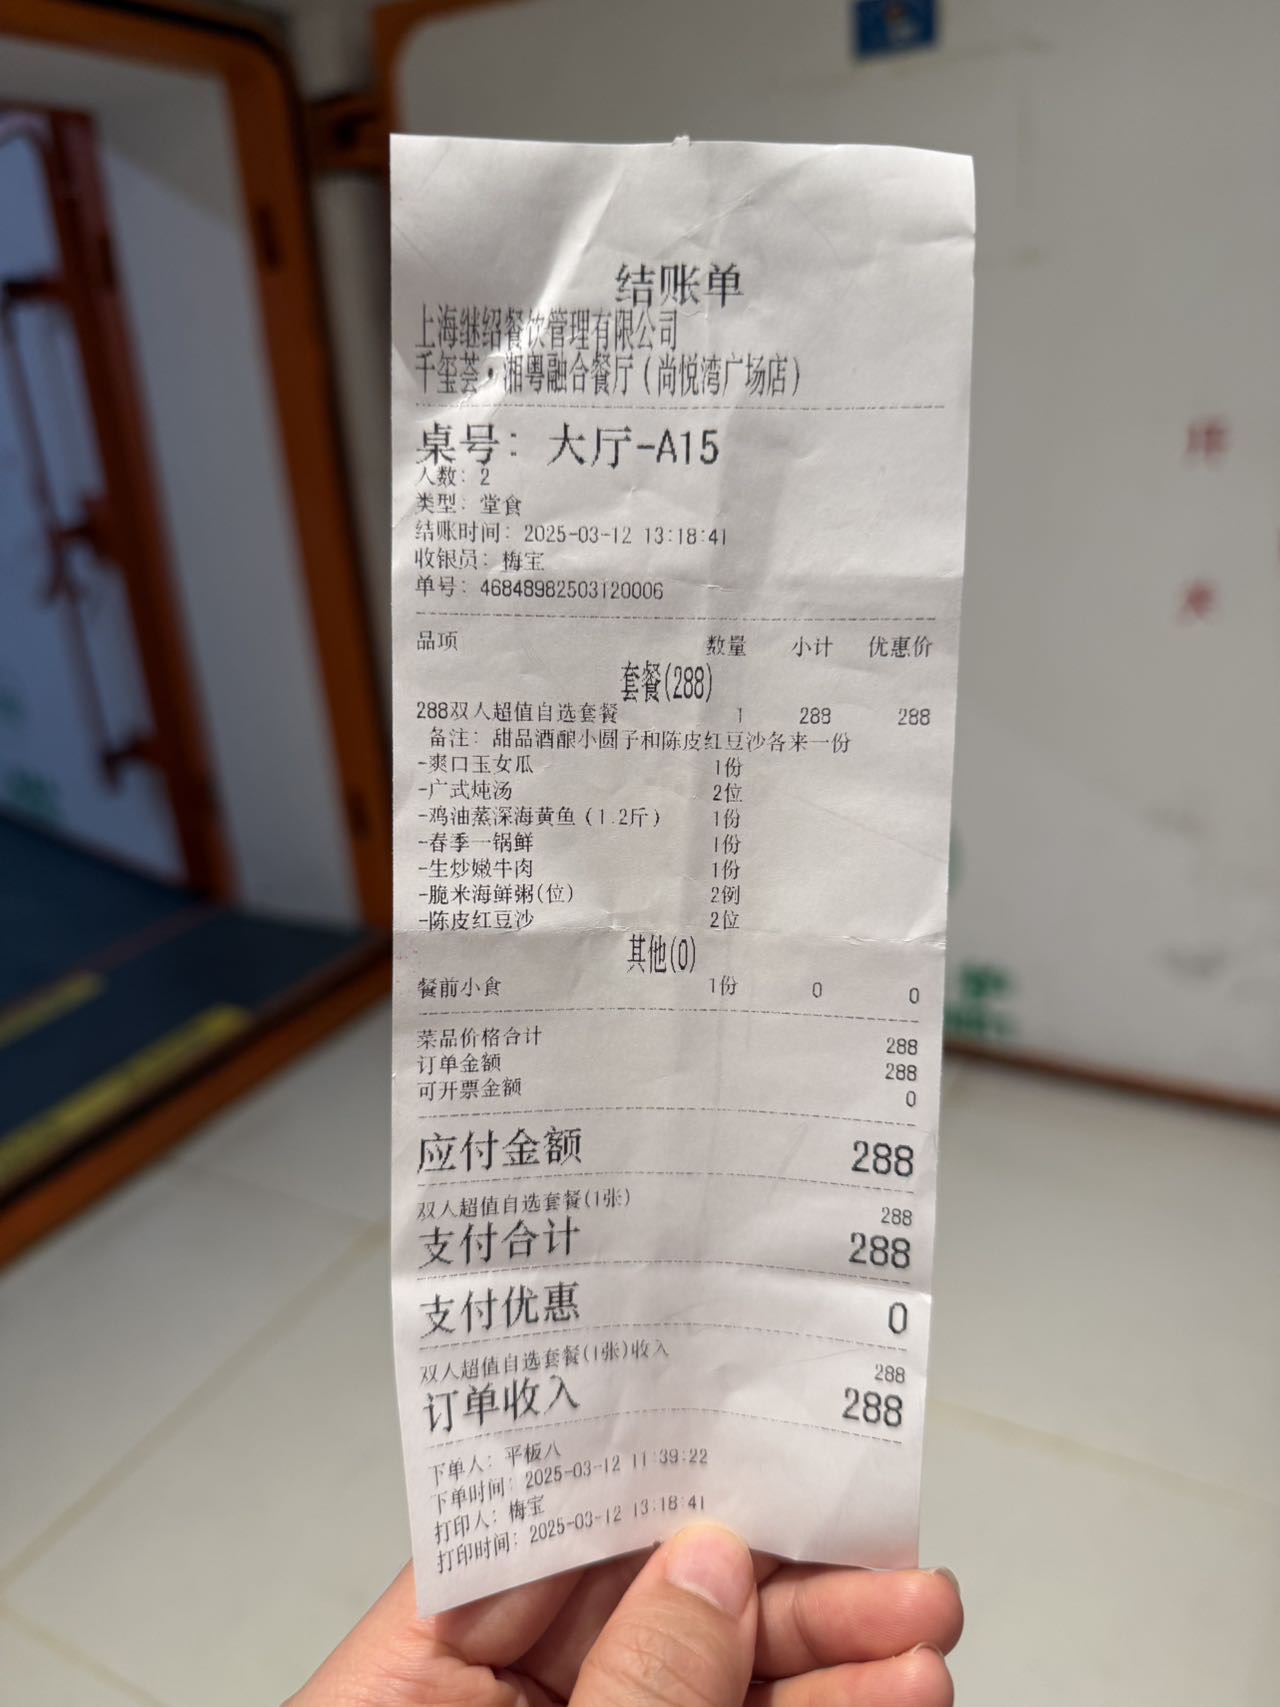 结账单
上海继绍餐饮管理有限公司
千玺荟·湘粤融合餐厅(尚悦湾广场店)
桌号: 大厅-A15
人数: 2
类型: 堂食
结账时间: 2025-03-12 13:18:41
收银员: 梅宝
单号: 46848982503120006
品项 数量 小计 优惠价
套餐(288)
288双人超值自选套餐 1 288 288
备注: 甜品酒酿小圆子和陈皮红豆沙各来一份
-爽口玉女瓜 1份
-广式炖汤 2位
-鸡油蒸深海黄鱼(1.2斤) 1份
-春季一锅鲜 1份
-生炒嫩牛肉 1份
-脆米海鲜粥(位) 2例
-陈皮红豆沙 2位
其他(0)
餐前小食 1份 0 0
菜品价格合计 288
订单金额 288
可开票金额 0
应付金额 288
双人超值自选套餐(1张) 288
支付合计 288
支付优惠 0
双人超值自选套餐(1张)收入 288
订单收入 288
下单人: 平板八
下单时间: 2025-03-12 11:39:22
打印人: 梅宝
打印时间: 2025-03-12 13:18:41